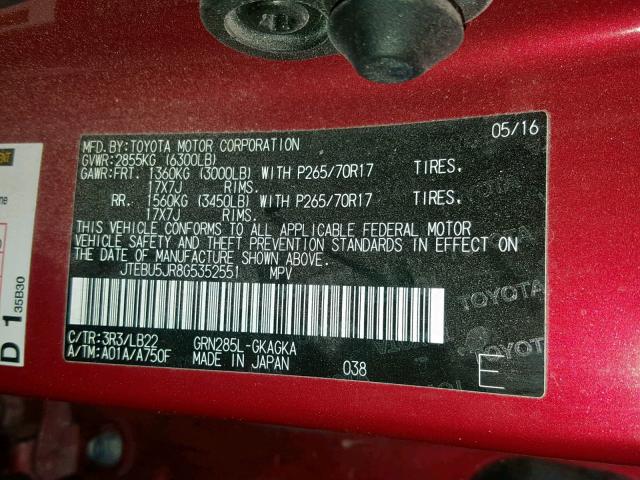 05/16
MFD.BY:TOYOTA MOTOR CORPORATION
GVWR:2855KG (6300LB)
GAWR:FRT. 1360KG (3000LB) WITH P265/70R17 TIRES.
17X7J RIMS.
RR. 1560KG (3450LB) WITH P265/70R17 TIRES.
17X7J RIMS.
THIS VEHICLE CONFORMS TO ALL APPLICABLE FEDERAL MOTOR
VEHICLE SAFETY AND THEFT PREVENTION STANDARDS IN EFFECT ON
THE DATE OF MANUFACTURE SHOWN ABOVE.
JTEBU5JR8G5352551 MPV
C/TR:3R3/LB22 GRN285L-GKAGKA
A/TM:A01A/A750F MADE IN JAPAN 038 E
TOYOTA
TOYOTA
D 1
35B30